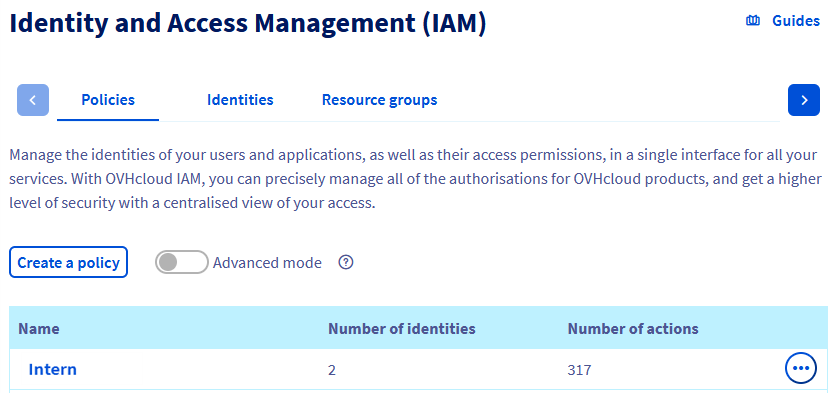 Identity and Access Management (IAM)
Guides
Policies
Identities
Resource groups
Manage the identities of your users and applications, as well as their access permissions, in a single interface for all your
services. With OVHcloud IAM, you can precisely manage all of the authorisations for OVHcloud products, and get a higher
level of security with a centralised view of your access.
Create a policy
Advanced mode
Name Number of identities Number of actions
Intern 2 317